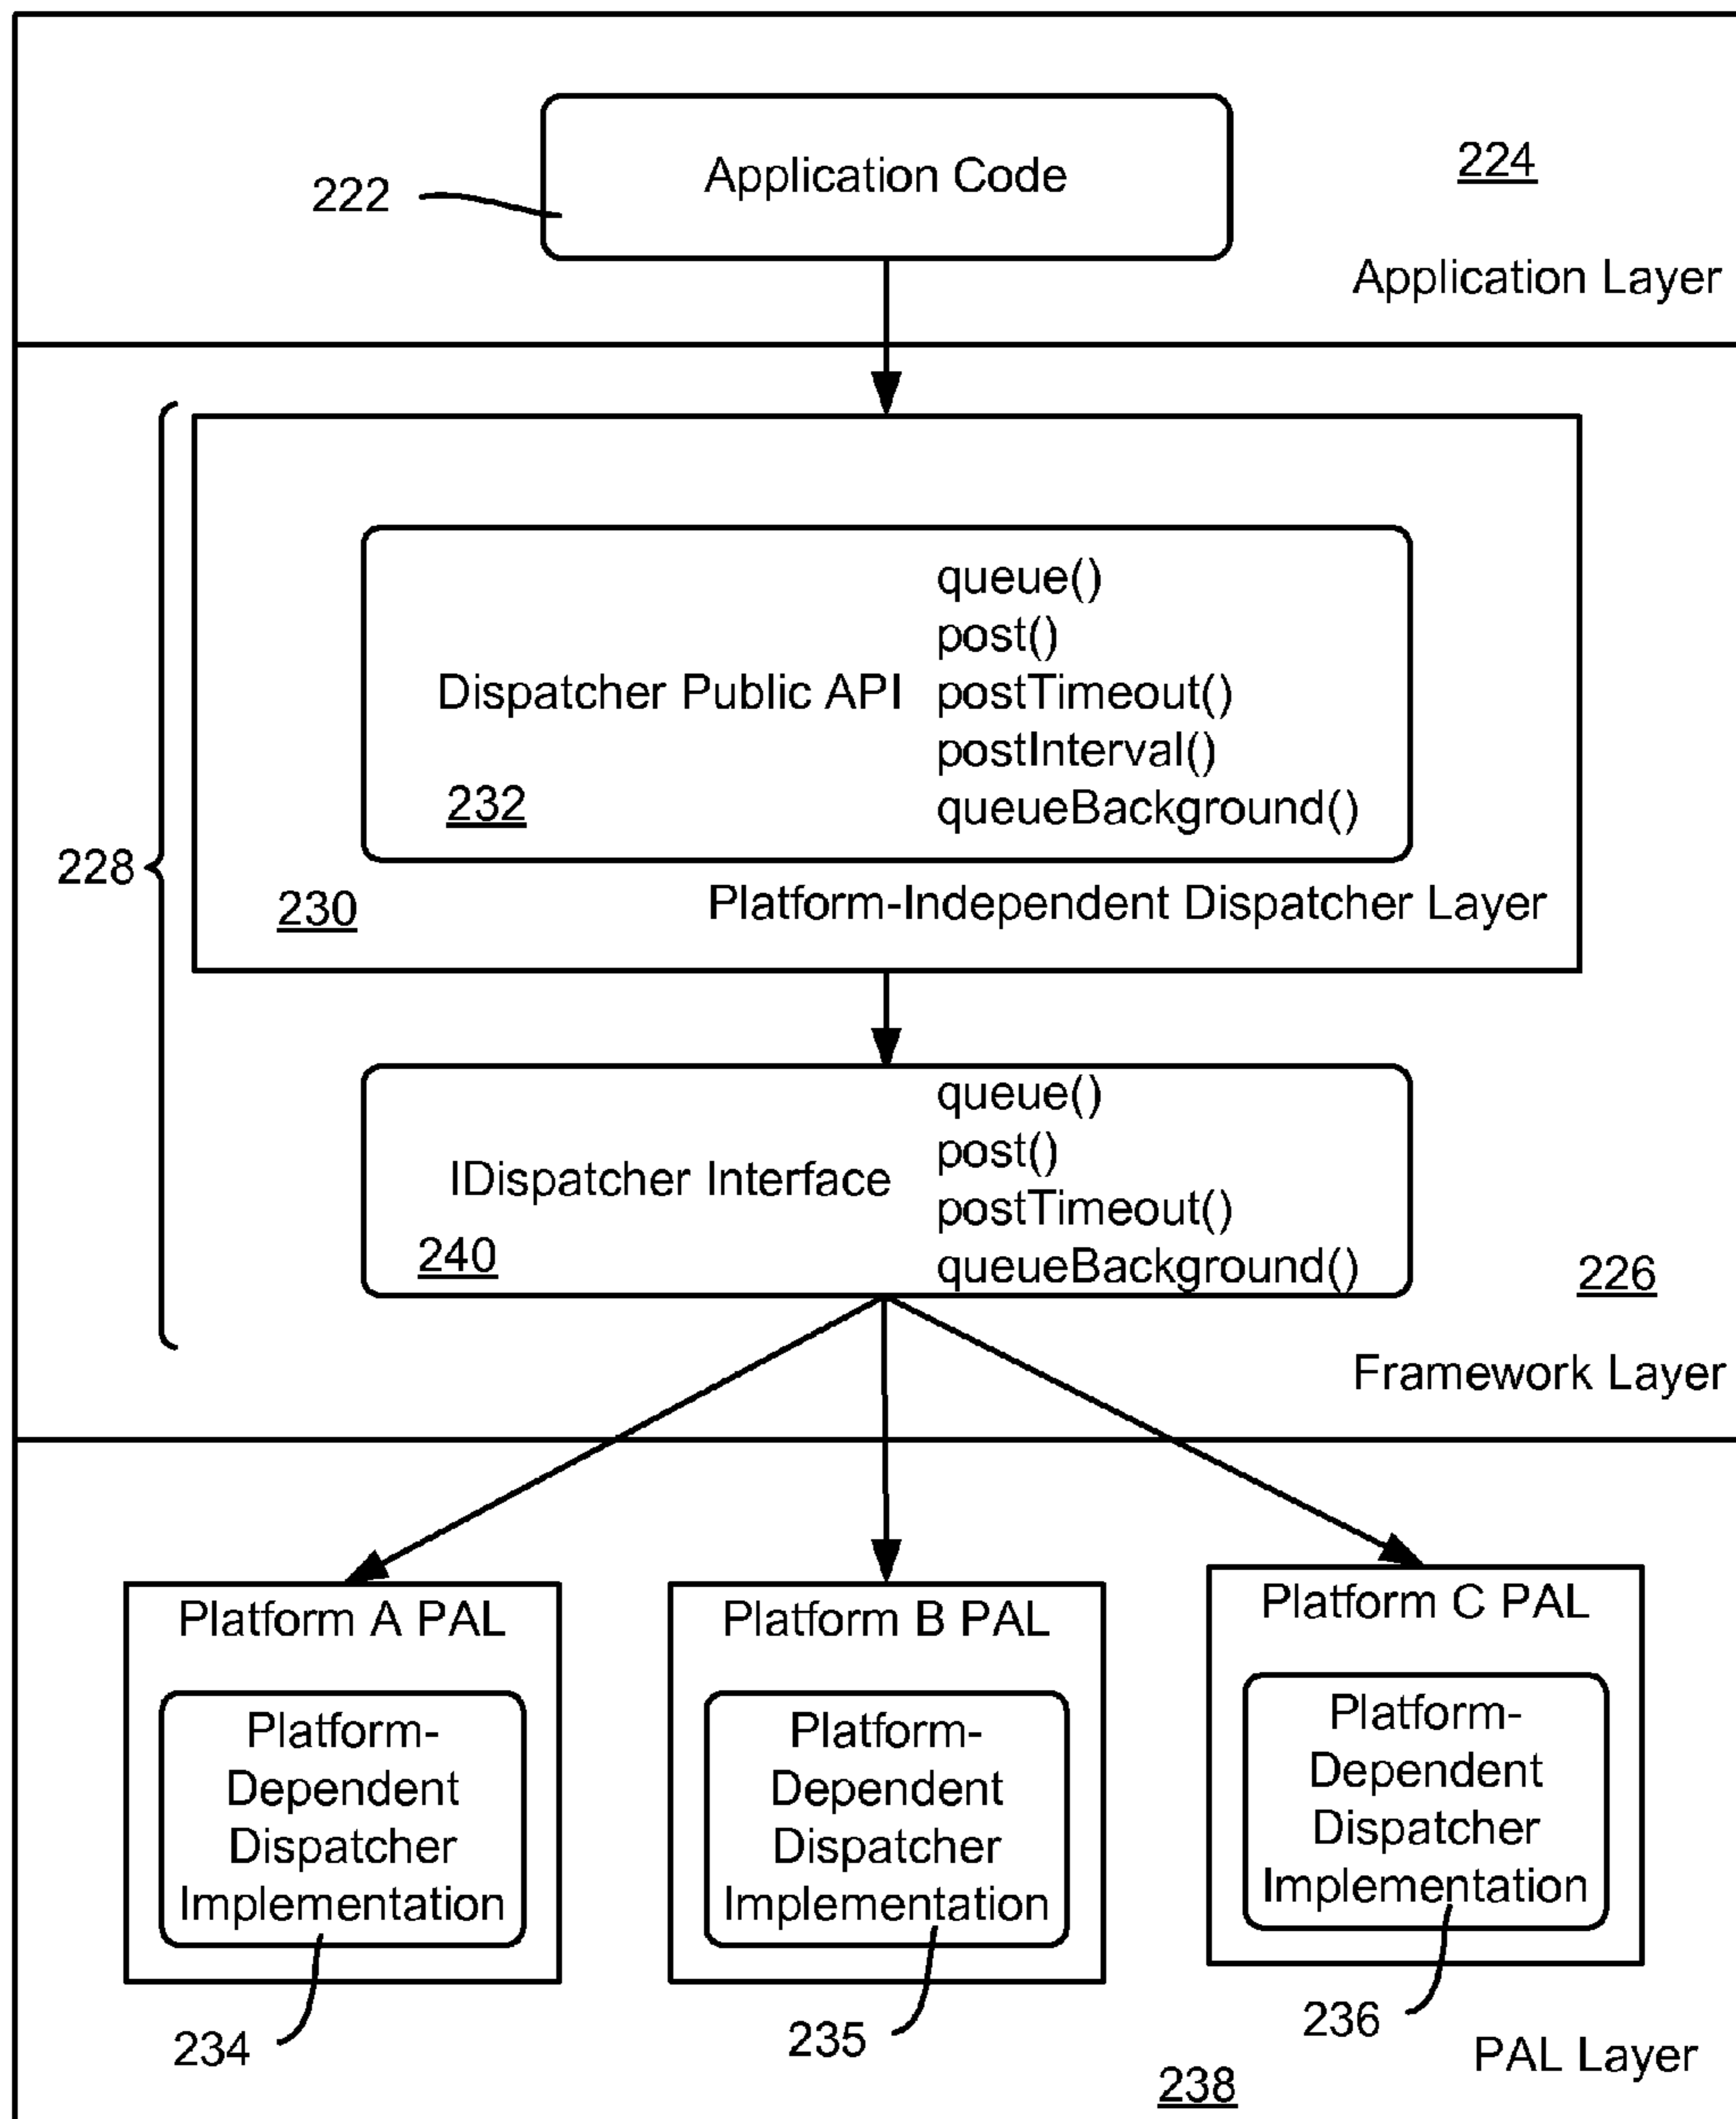 Application Code
222
224
Application Layer
queue()
post()
Dispatcher Public API
postTimeout()
postInterval()
232
queueBackground()
228
230
Platform-Independent Dispatcher Layer
queue()
post()
IDispatcher Interface
postTimeout()
240
queueBackground()
226
Framework Layer
Platform A PAL
Platform-
Dependent
Dispatcher
Implementation
234
Platform B PAL
Platform-
Dependent
Dispatcher
Implementation
235
Platform C PAL
Platform-
Dependent
Dispatcher
Implementation
236
PAL Layer
238